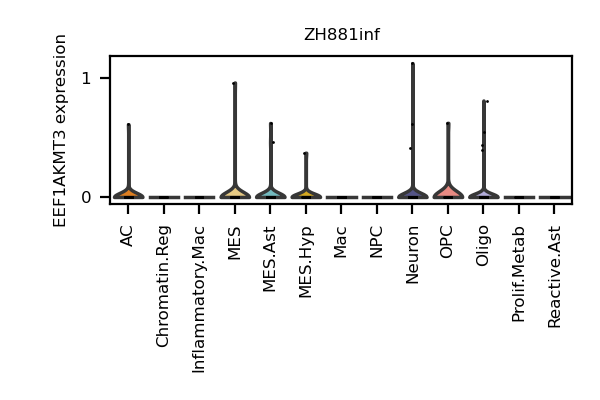 ZH881inf
EEF1AKMT3 expression
1
0
AC
Chromatin.Reg
Inflammatory.Mac
MES
MES.Ast
MES.Hyp
Mac
NPC
Neuron
OPC
Oligo
Prolif.Metab
Reactive.Ast